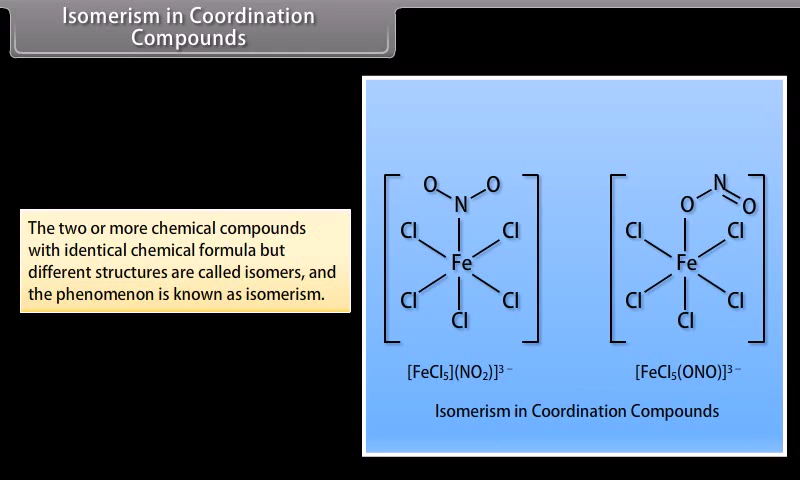 Isomerism in Coordination
Compounds
The two or more chemical compounds
with identical chemical formula but
different structures are called isomers, and
the phenomenon is known as isomerism.
O O
N
Cl Cl
Fe
Cl Cl
Cl
[FeCl₅](NO₂)]³⁻
N
O O
Cl Cl
Fe
Cl Cl
Cl
[FeCl₅(ONO)]³⁻
Isomerism in Coordination Compounds